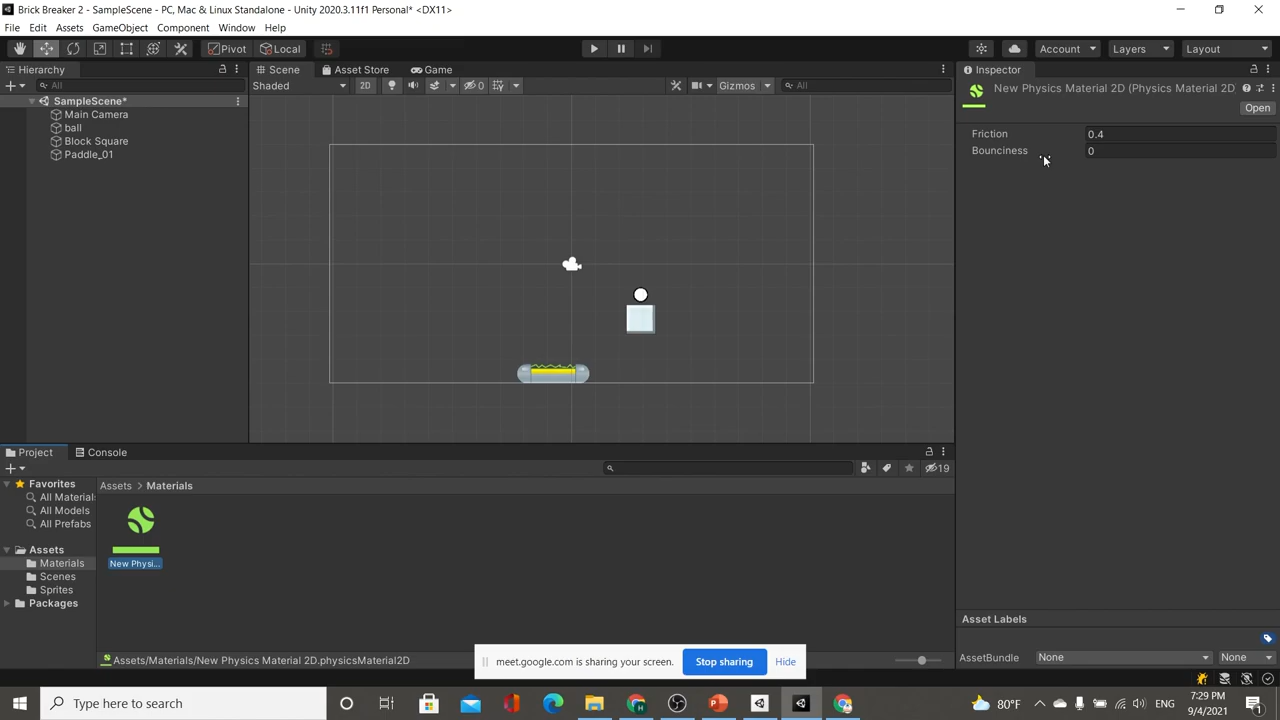 Brick Breaker 2 - SampleScene - PC, Mac & Linux Standalone - Unity 2020.3.11f1 Personal* <DX11>
File Edit Assets GameObject Component Window Help
Pivot Local Account Layers Layout
Hierarchy
All
SampleScene*
Main Camera
ball
Block Square
Paddle_01
Scene Asset Store Game
Shaded 2D 0 Gizmos All
Inspector
New Physics Material 2D (Physics Material 2D
Open
Friction 0.4
Bounciness 0
Project Console
19
Favorites
All Material
All Models
All Prefabs
Assets
Materials
Scenes
Sprites
Packages
Assets > Materials
New Physi...
Assets/Materials/New Physics Material 2D.physicsMaterial2D
Asset Labels
AssetBundle None None
meet.google.com is sharing your screen. Stop sharing Hide
Type here to search
80°F ENG
7:29 PM
9/4/2021
1